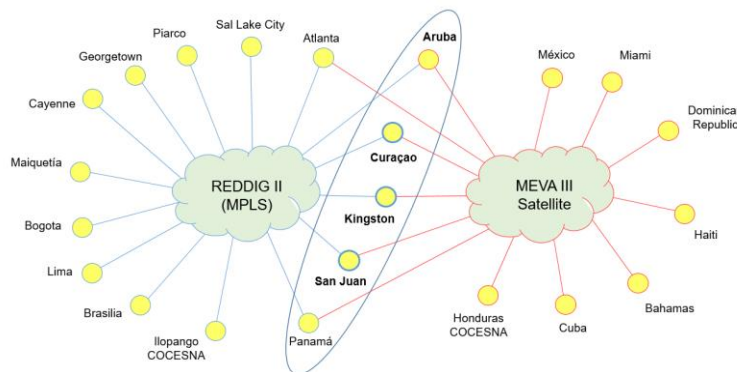 Sal Lake City
Aruba
Piarco
Atlanta
Georgetown
México
Miami
Cayenne
Dominican
Republic
Curaçao
Maiquetía
REDDIG II
(MPLS)
MEVA III
Satellite
Kingston
Bogota
Haiti
Lima
San Juan
Bahamas
Brasilia
Honduras
COCESNA
Cuba
Ilopango
COCESNA
Panamá